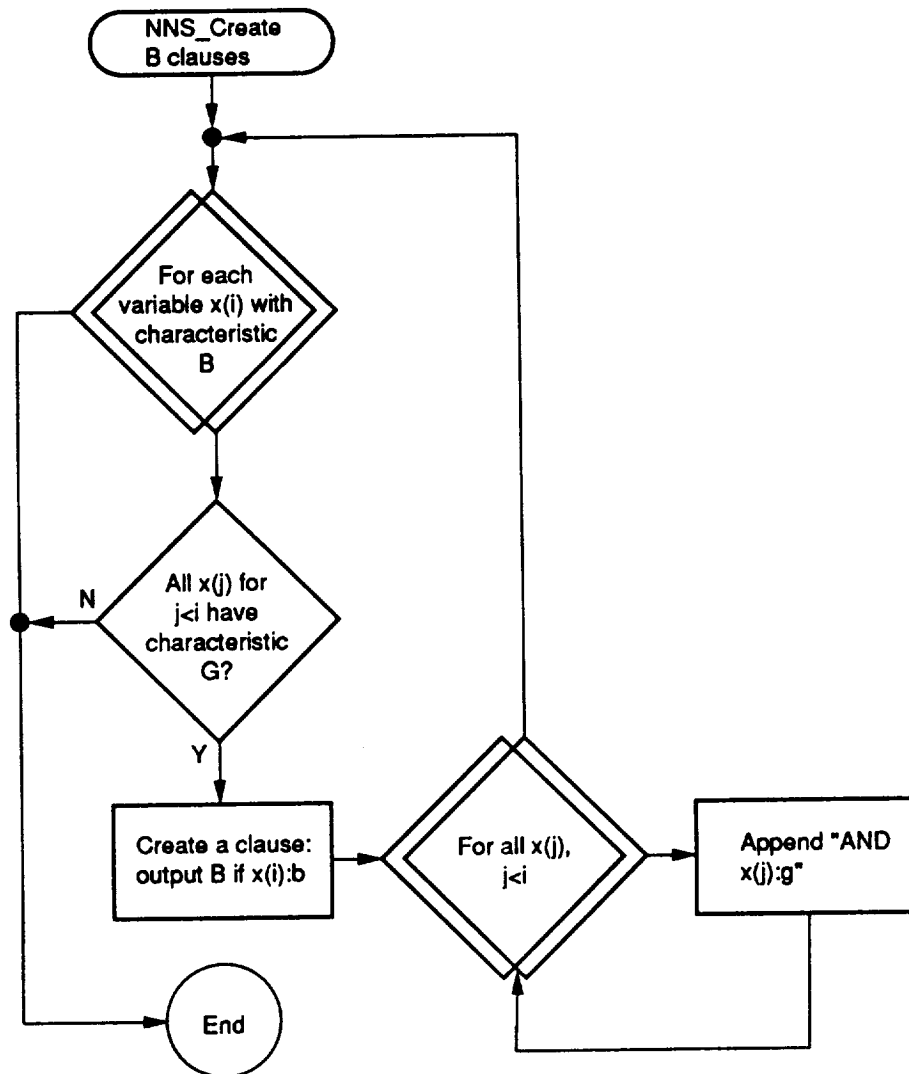 NNS_Create
B clauses
For each
variable x(i) with
characteristic
B
All x(j) for
j<i have
characteristic
G?
N
Y
Create a clause:
output B if x(i):b
For all x(j),
j<i
Append "AND
x(j):g"
End